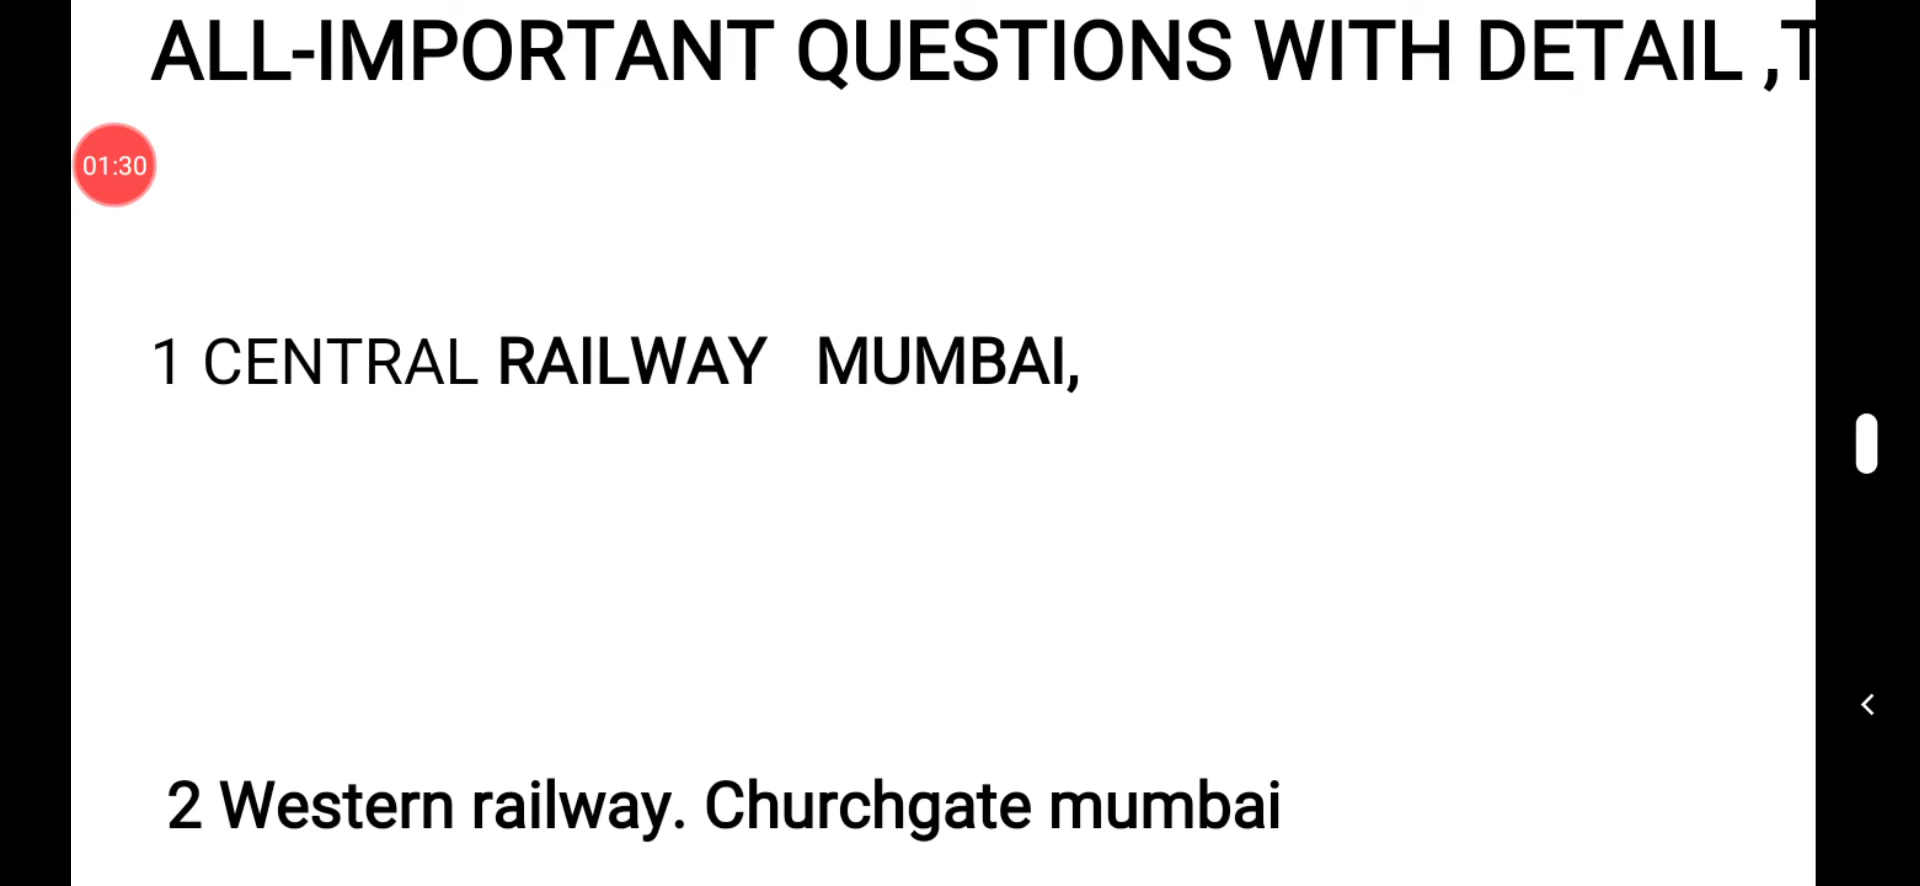 ALL-IMPORTANT QUESTIONS WITH DETAIL ,T
01:30
1 CENTRAL RAILWAY MUMBAI,
2 Western railway. Churchgate mumbai